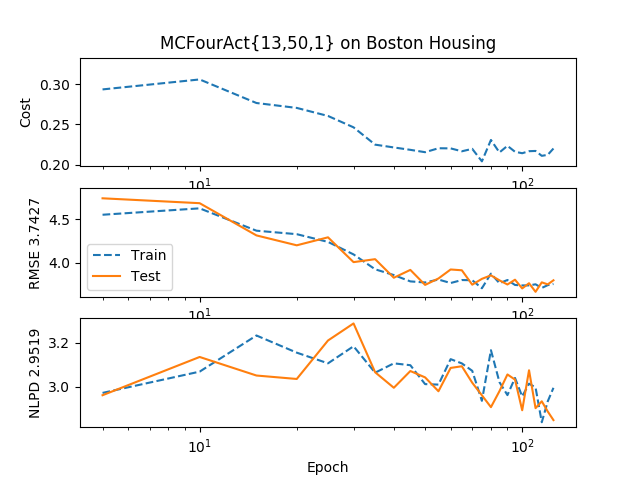 MCFourAct{13,50,1} on Boston Housing
Cost
0.30
0.25
0.20
10¹
10²
RMSE 3.7427
4.5
4.0
Train
Test
10¹
10²
NLPD 2.9519
3.2
3.0
10¹
10²
Epoch